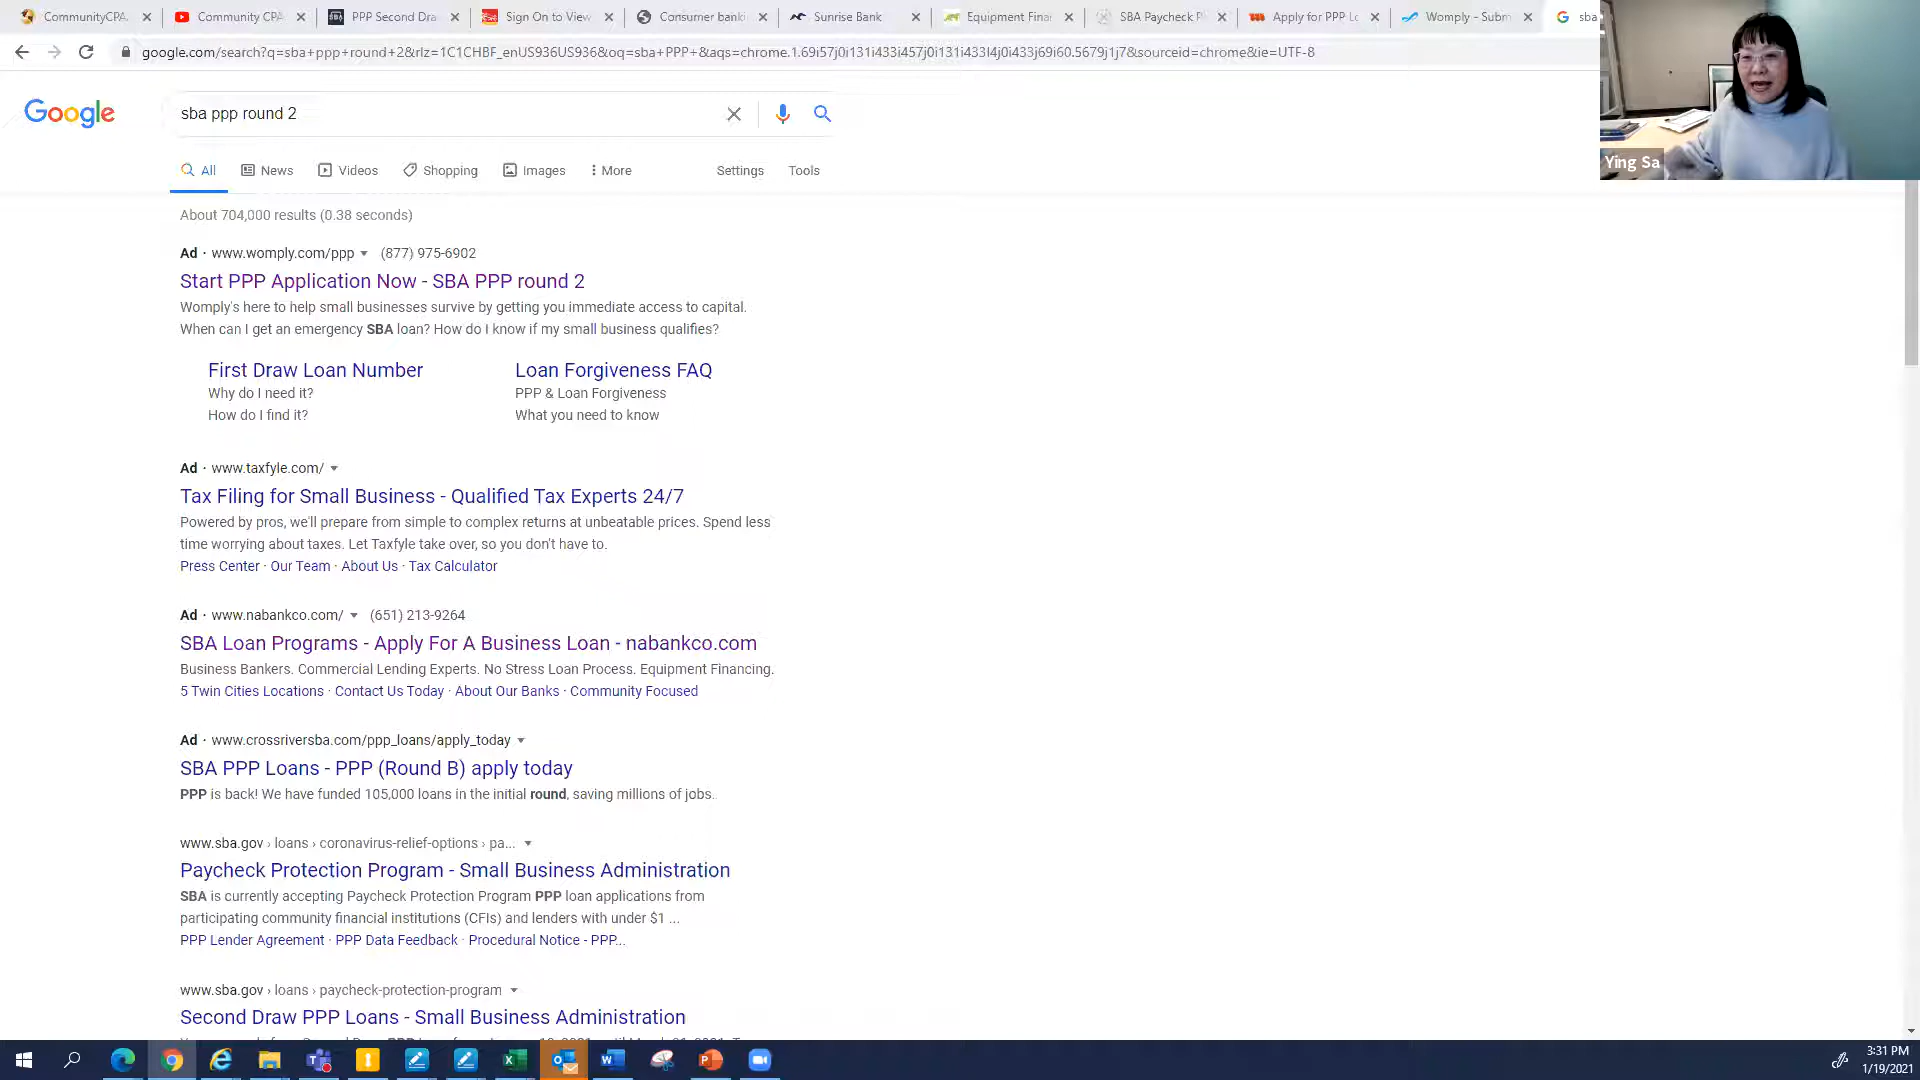 CommunityCPA
Community CPA
PPP Second Dra
Sign On to View
Consumer banki
Sunrise Bank
Equipment Finan
SBA Paycheck P
Apply for PPP Lo
Womply - Subm
sba
google.com/search?q=sba+ppp+round+2&rlz=1C1CHBF_enUS936US936&oq=sba+PPP+&aqs=chrome.1.69i57j0i131i433i457j0i131i433l4j0i433j69i60.5679j1j7&sourceid=chrome&ie=UTF-8
Google
sba ppp round 2
All
News
Videos
Shopping
Images
More
Settings
Tools
About 704,000 results (0.38 seconds)
Ad · www.womply.com/ppp (877) 975-6902
Start PPP Application Now - SBA PPP round 2
Womply's here to help small businesses survive by getting you immediate access to capital.
When can I get an emergency SBA loan? How do I know if my small business qualifies?
First Draw Loan Number
Why do I need it?
How do I find it?
Loan Forgiveness FAQ
PPP & Loan Forgiveness
What you need to know
Ad · www.taxfyle.com/
Tax Filing for Small Business - Qualified Tax Experts 24/7
Powered by pros, we'll prepare from simple to complex returns at unbeatable prices. Spend less
time worrying about taxes. Let Taxfyle take over, so you don't have to.
Press Center · Our Team · About Us · Tax Calculator
Ad · www.nabankco.com/ (651) 213-9264
SBA Loan Programs - Apply For A Business Loan - nabankco.com
Business Bankers. Commercial Lending Experts. No Stress Loan Process. Equipment Financing.
5 Twin Cities Locations · Contact Us Today · About Our Banks · Community Focused
Ad · www.crossriversba.com/ppp_loans/apply_today
SBA PPP Loans - PPP (Round B) apply today
PPP is back! We have funded 105,000 loans in the initial round, saving millions of jobs.
www.sba.gov › loans › coronavirus-relief-options › pa...
Paycheck Protection Program - Small Business Administration
SBA is currently accepting Paycheck Protection Program PPP loan applications from
participating community financial institutions (CFIs) and lenders with under $1 ...
PPP Lender Agreement · PPP Data Feedback · Procedural Notice - PPP...
www.sba.gov › loans › paycheck-protection-program
Second Draw PPP Loans - Small Business Administration
Ying Sa
3:31 PM
1/19/2021